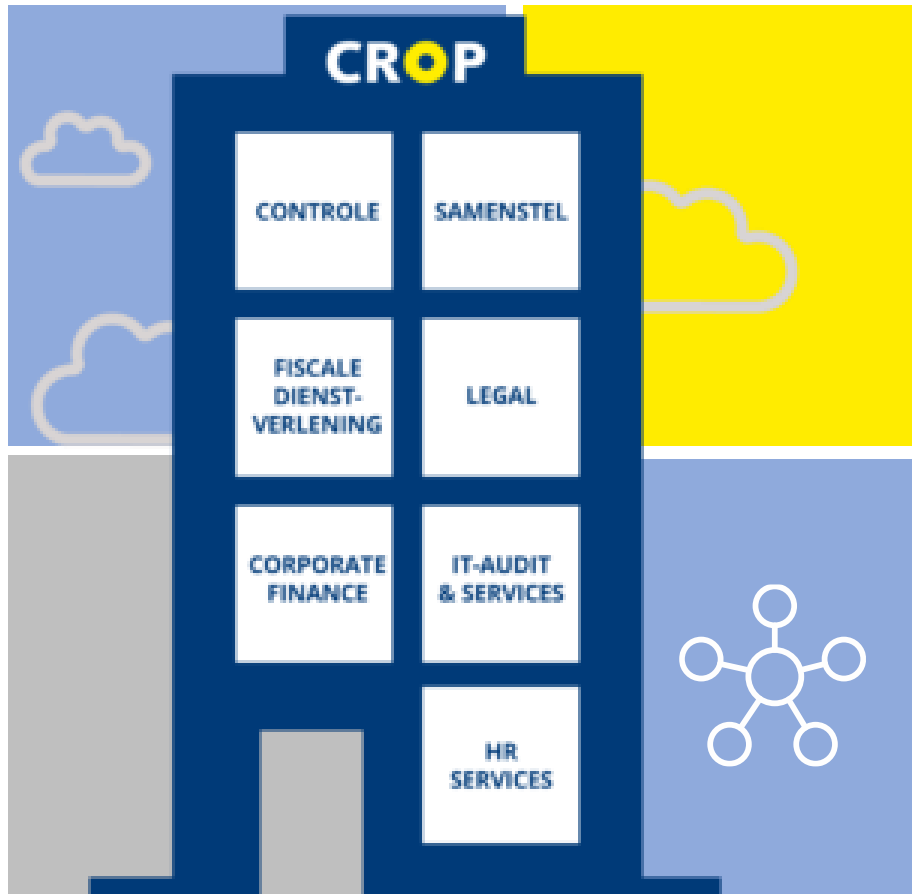 CROP
CONTROLE
SAMENSTEL
FISCALE
DIENST-
VERLENING
LEGAL
CORPORATE
FINANCE
IT-AUDIT
& SERVICES
HR
SERVICES